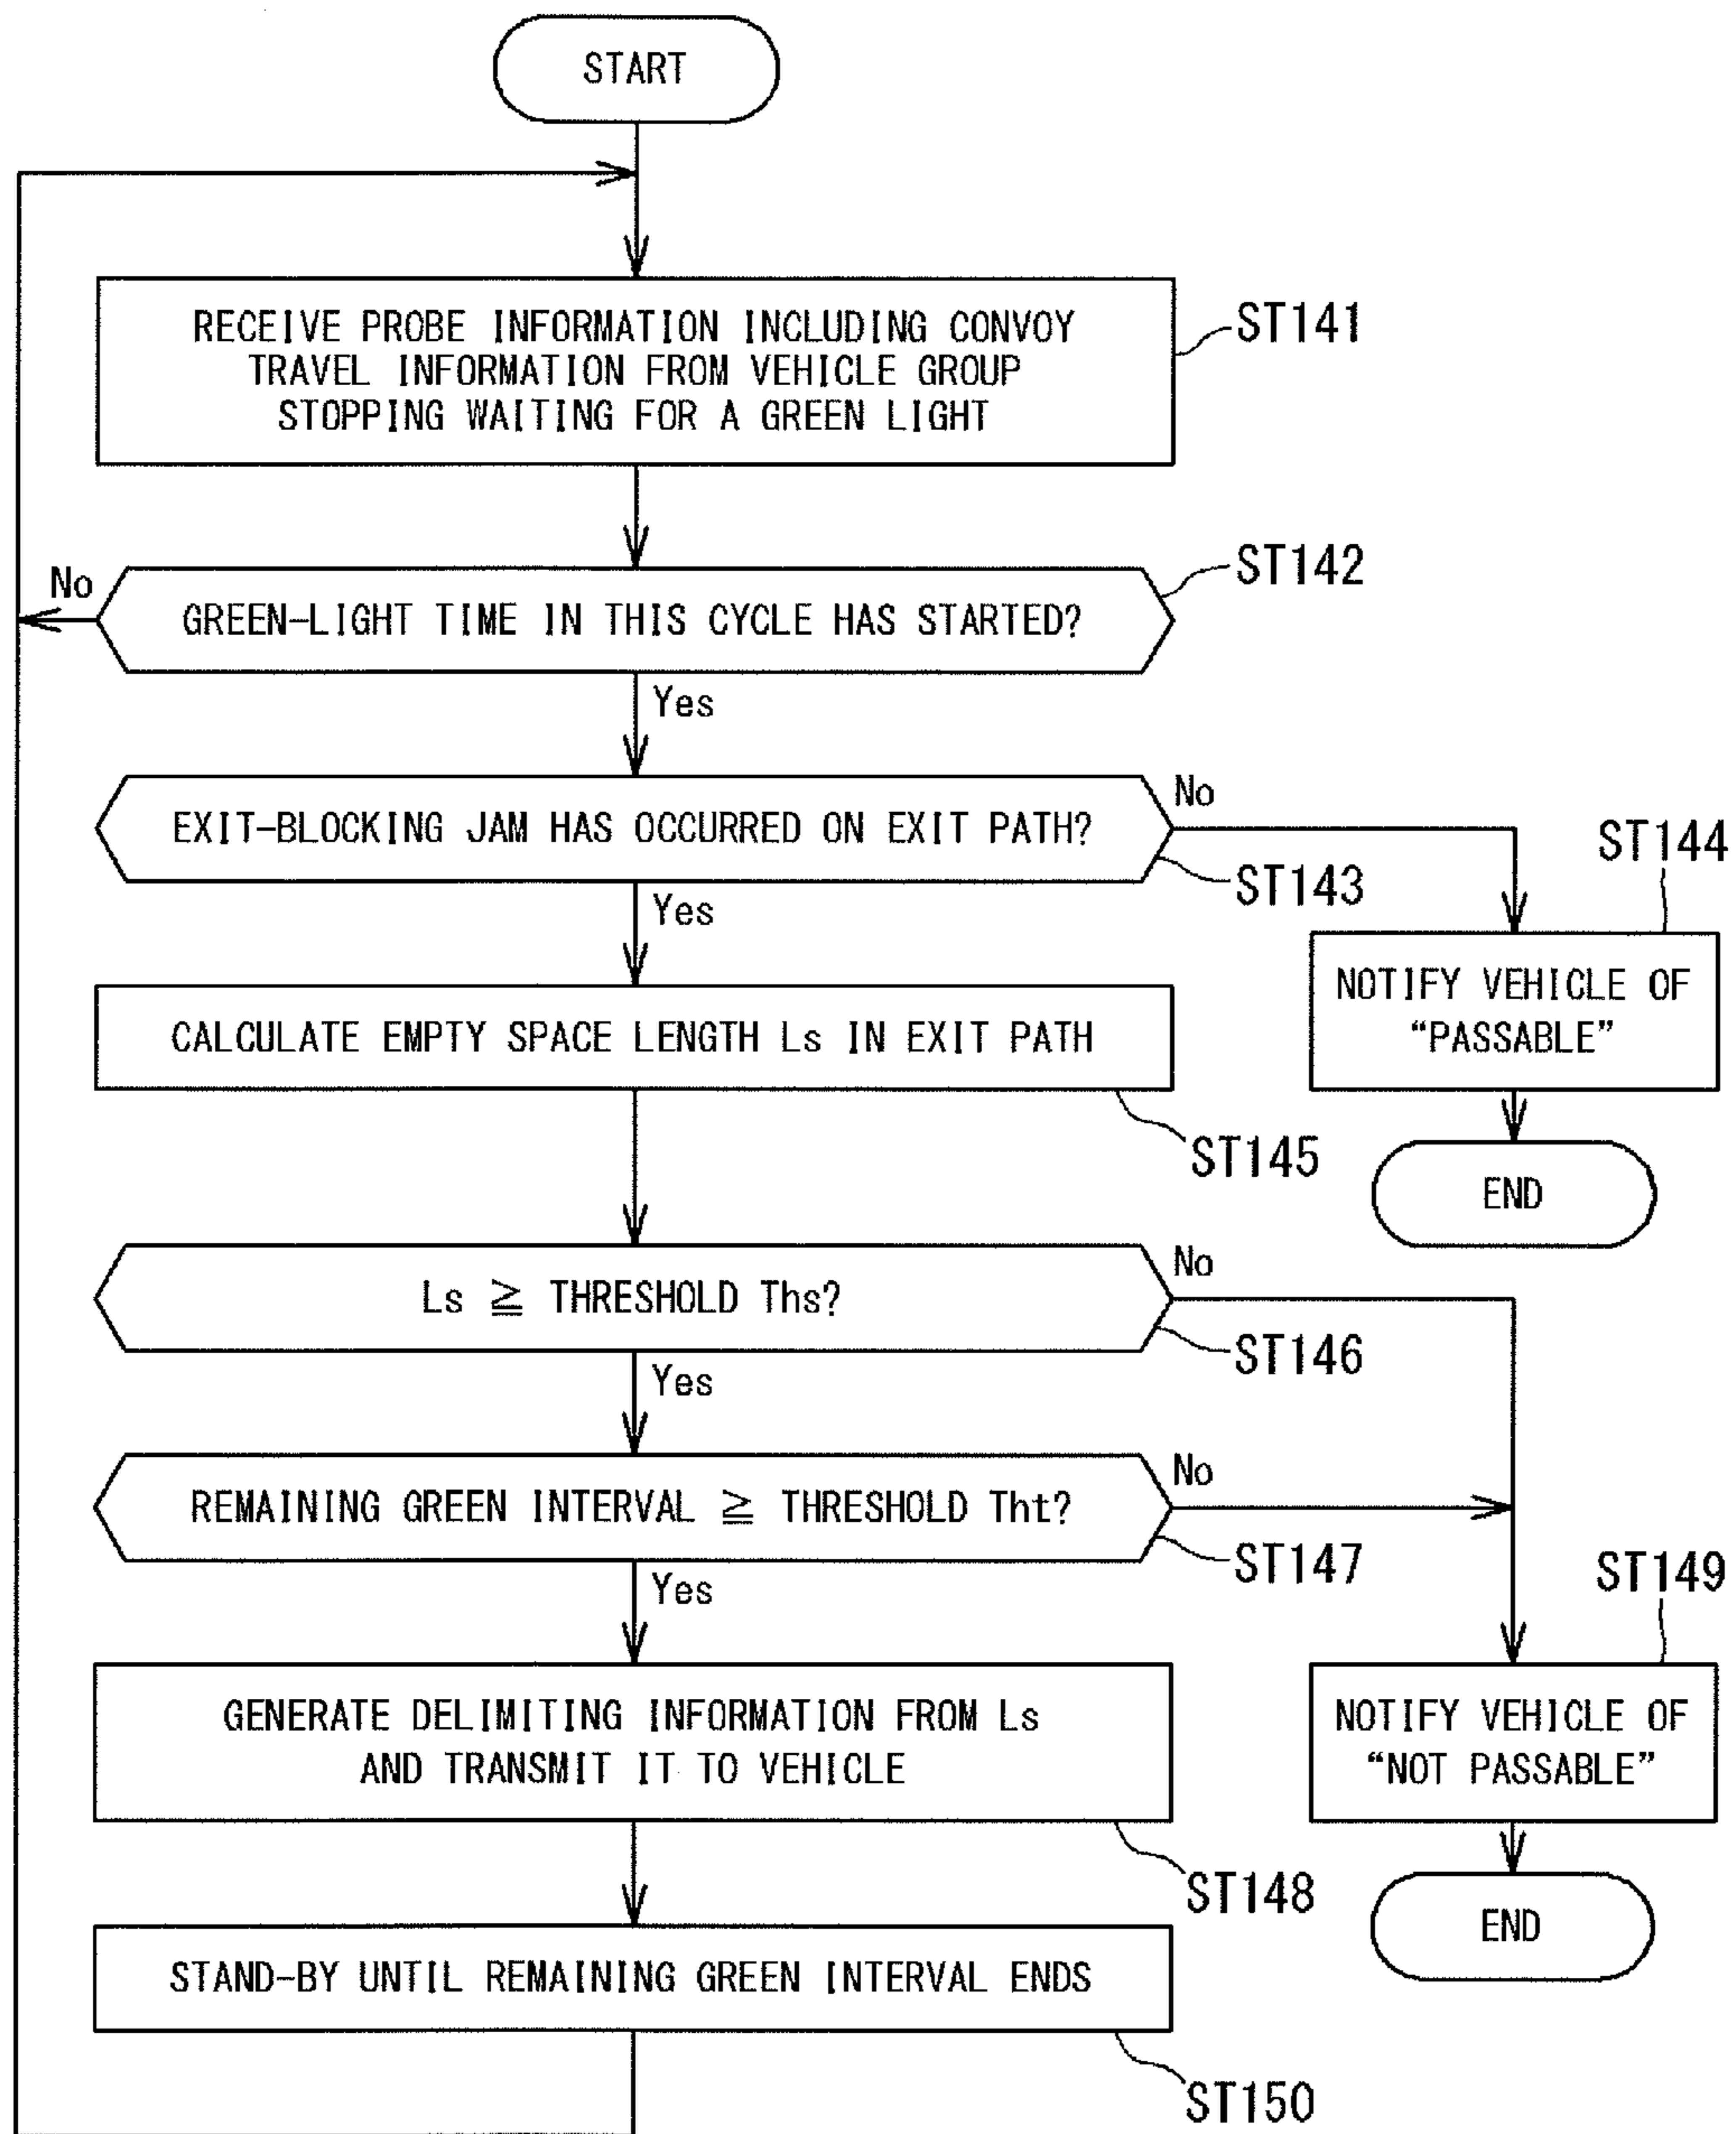 START
RECEIVE PROBE INFORMATION INCLUDING CONVOY
TRAVEL INFORMATION FROM VEHICLE GROUP
STOPPING WAITING FOR A GREEN LIGHT
ST141
No
GREEN-LIGHT TIME IN THIS CYCLE HAS STARTED?
ST142
Yes
EXIT-BLOCKING JAM HAS OCCURRED ON EXIT PATH?
No
ST143
Yes
ST144
NOTIFY VEHICLE OF
“PASSABLE”
END
CALCULATE EMPTY SPACE LENGTH Ls IN EXIT PATH
ST145
Ls ≧ THRESHOLD Ths?
No
ST146
Yes
REMAINING GREEN INTERVAL ≧ THRESHOLD Tht?
No
ST147
Yes
ST149
NOTIFY VEHICLE OF
“NOT PASSABLE”
END
GENERATE DELIMITING INFORMATION FROM Ls
AND TRANSMIT IT TO VEHICLE
ST148
STAND-BY UNTIL REMAINING GREEN INTERVAL ENDS
ST150